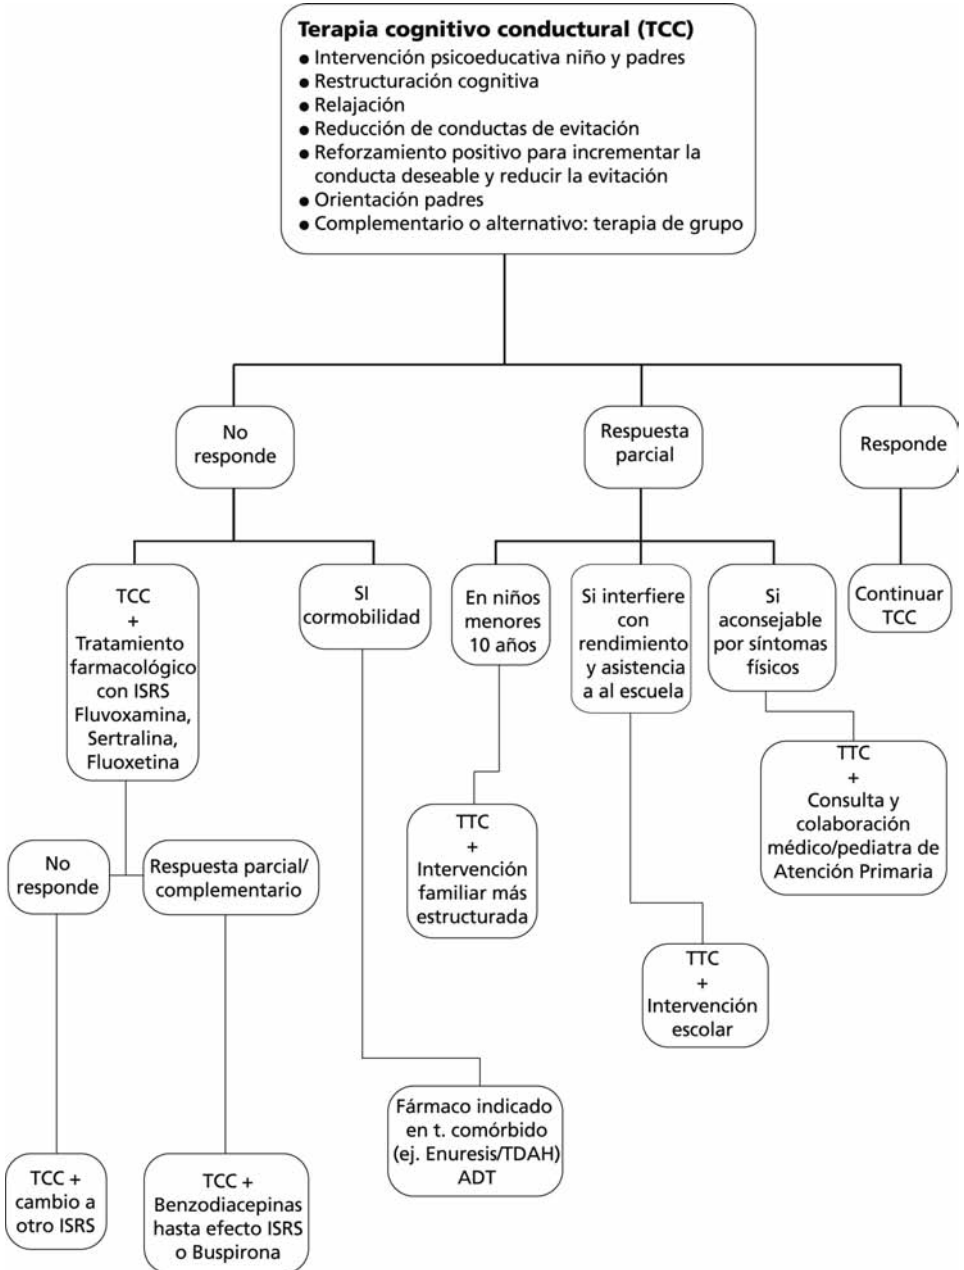 Terapia cognitivo conductural (TCC)
● Intervención psicoeducativa niño y padres
● Restructuración cognitiva
● Relajación
● Reducción de conductas de evitación
● Reforzamiento positivo para incrementar la
conducta deseable y reducir la evitación
● Orientación padres
● Complementario o alternativo: terapia de grupo
No
responde
Respuesta
parcial
Responde
TCC
+
Tratamiento
farmacológico
con ISRS
Fluvoxamina,
Sertralina,
Fluoxetina
SI
cormobilidad
En niños
menores
10 años
Si interfiere
con
rendimiento
y asistencia
a al escuela
Si
aconsejable
por síntomas
físicos
Continuar
TCC
No
responde
Respuesta parcial/
complementario
TTC
+
Intervención
familiar más
estructurada
TTC
+
Intervención
escolar
TTC
+
Consulta y
colaboración
médico/pediatra de
Atención Primaria
TCC +
cambio a
otro ISRS
TCC +
Benzodiacepinas
hasta efecto ISRS
o Buspirona
Fármaco indicado
en t. comórbido
(ej. Enuresis/TDAH)
ADT